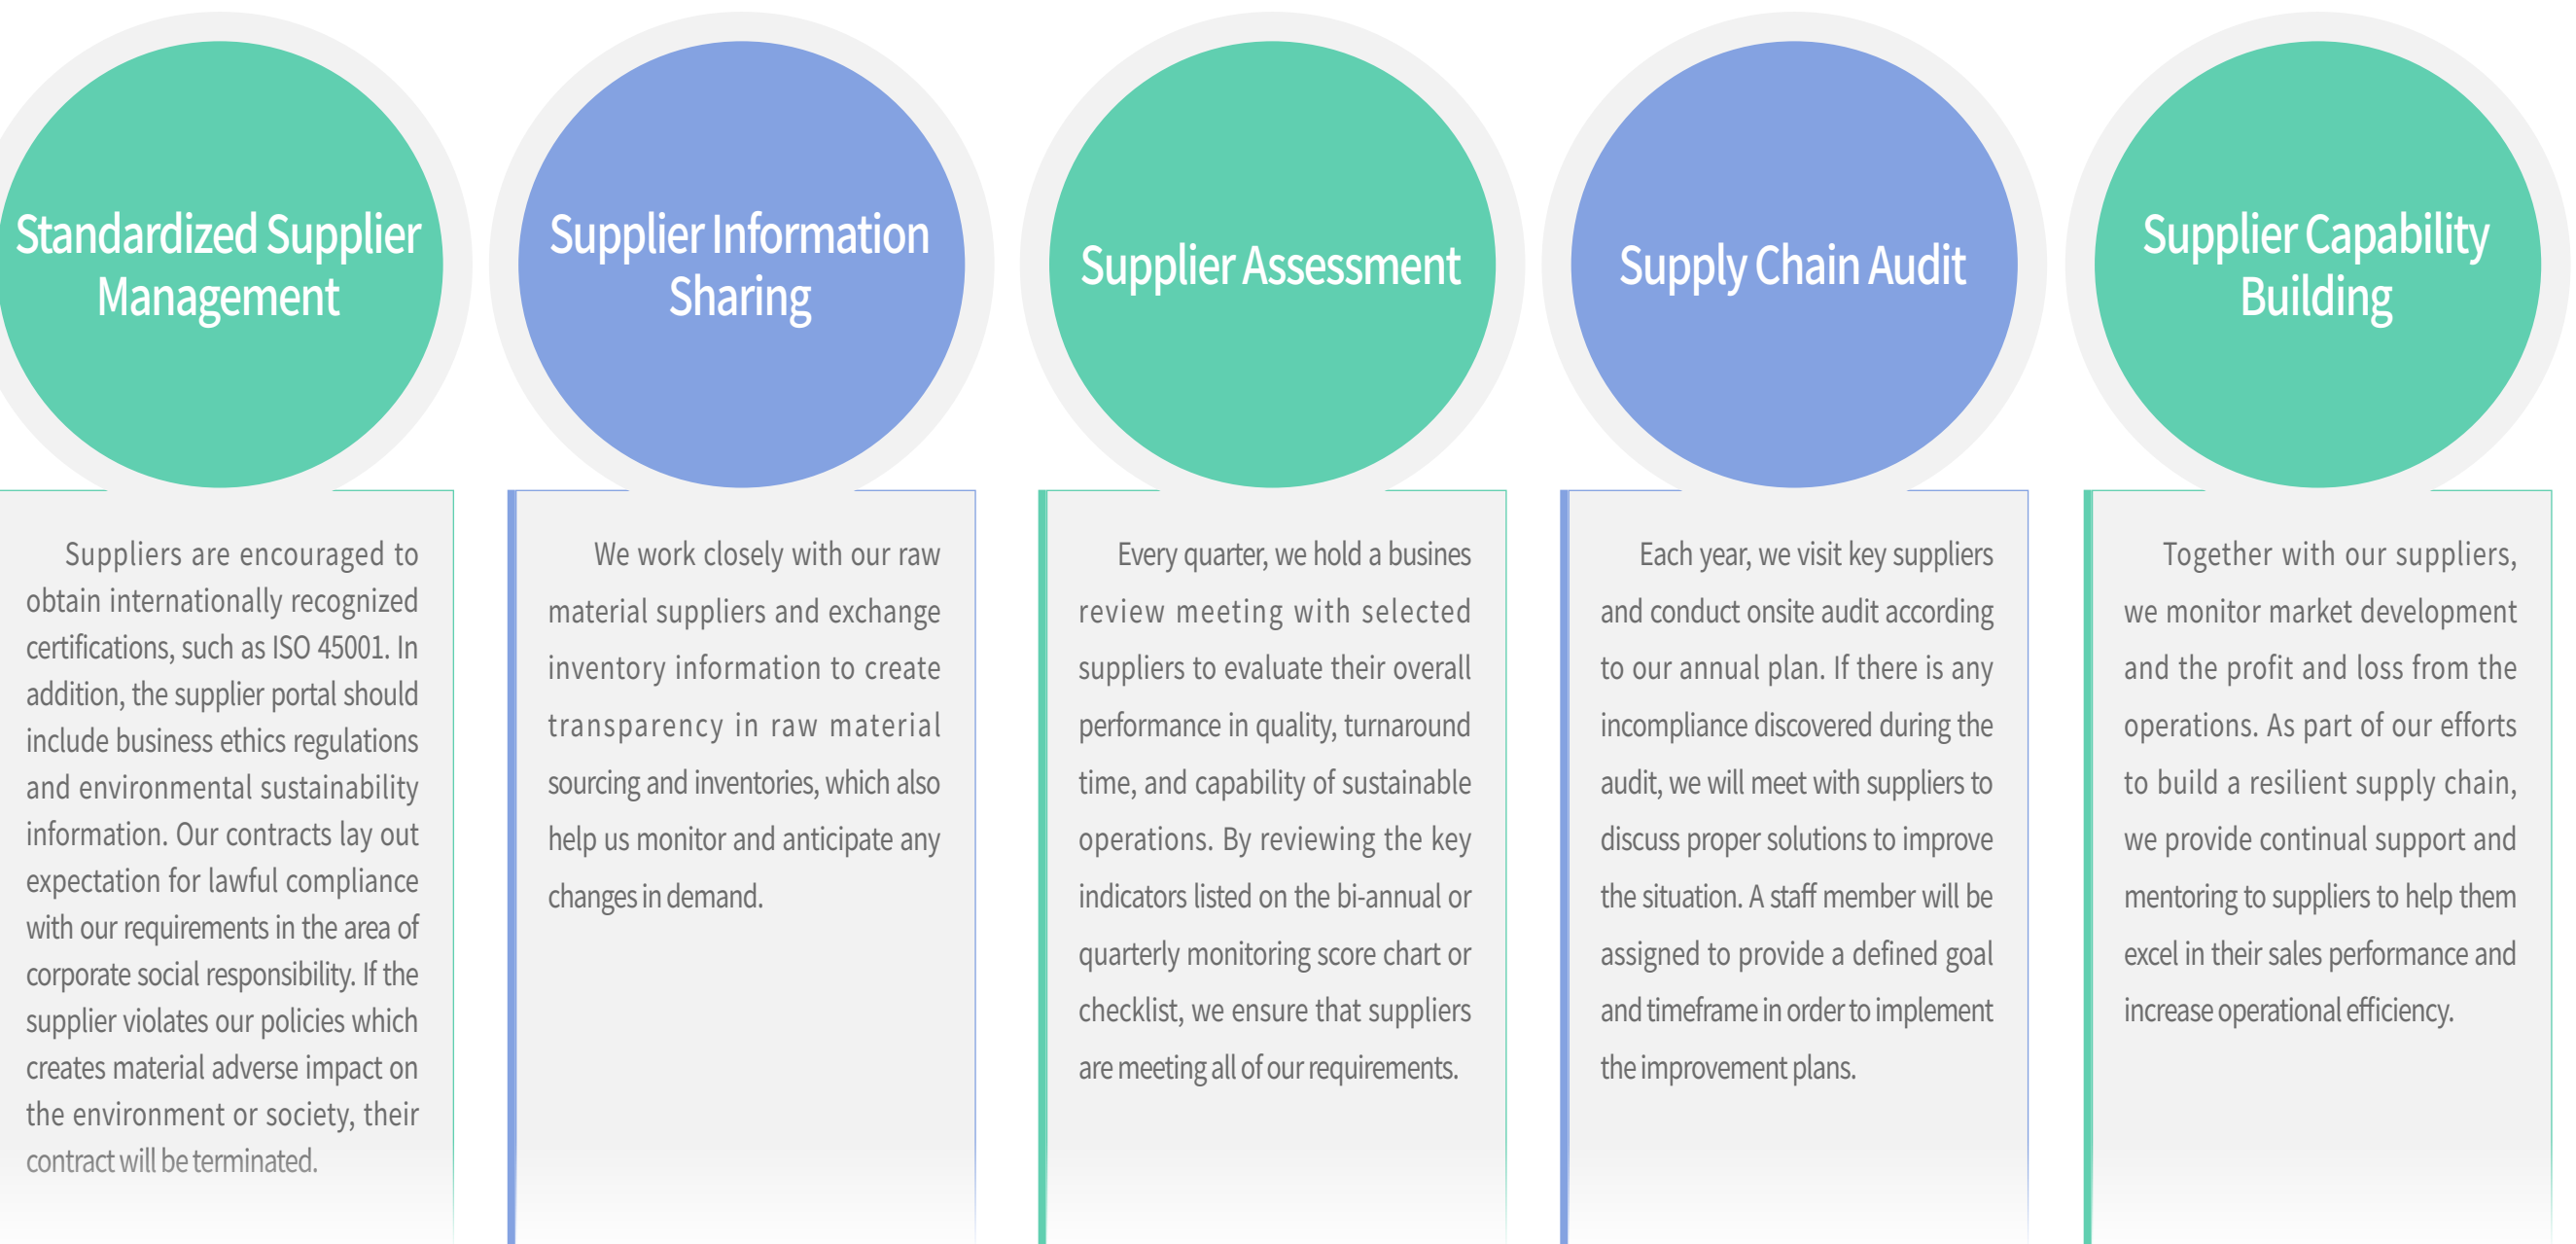 Standardized Supplier
Management
Suppliers are encouraged to
obtain internationally recognized
certifications, such as ISO 45001. In
addition, the supplier portal should
include business ethics regulations
and environmental sustainability
information. Our contracts lay out
expectation for lawful compliance
with our requirements in the area of
corporate social responsibility. If the
supplier violates our policies which
creates material adverse impact on
the environment or society, their
contract will be terminated.
Supplier Information
Sharing
We work closely with our raw
material suppliers and exchange
inventory information to create
transparency in raw material
sourcing and inventories, which also
help us monitor and anticipate any
changes in demand.
Supplier Assessment
Every quarter, we hold a busines
review meeting with selected
suppliers to evaluate their overall
performance in quality, turnaround
time, and capability of sustainable
operations. By reviewing the key
indicators listed on the bi-annual or
quarterly monitoring score chart or
checklist, we ensure that suppliers
are meeting all of our requirements.
Supply Chain Audit
Each year, we visit key suppliers
and conduct onsite audit according
to our annual plan. If there is any
incompliance discovered during the
audit, we will meet with suppliers to
discuss proper solutions to improve
the situation. A staff member will be
assigned to provide a defined goal
and timeframe in order to implement
the improvement plans.
Supplier Capability
Building
Together with our suppliers,
we monitor market development
and the profit and loss from the
operations. As part of our efforts
to build a resilient supply chain,
we provide continual support and
mentoring to suppliers to help them
excel in their sales performance and
increase operational efficiency.